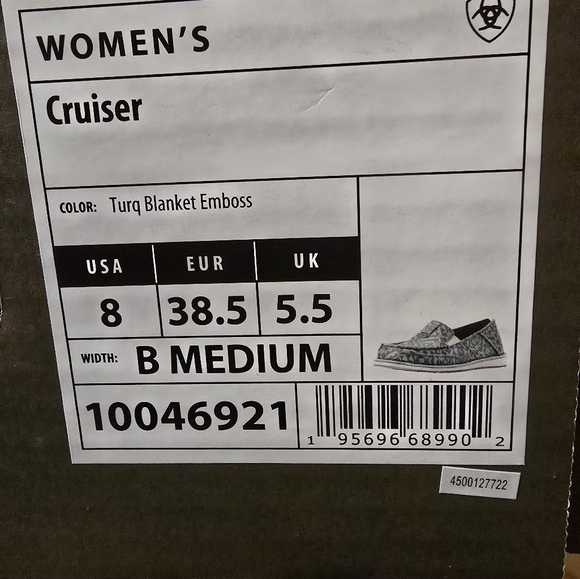 WOMEN'S
Cruiser
COLOR: Turq Blanket Emboss
USA EUR UK
8 38.5 5.5
WIDTH: B MEDIUM
10046921
1 95696 68990 2
4500127722